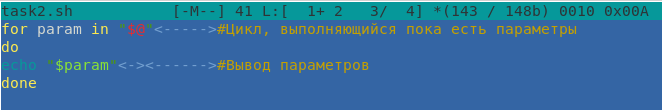 task2.sh [-M--] 41 L:[ 1+ 2 3/ 4] *(143 / 148b) 0010 0x00A
for param in "$@"<----->#Цикл, выполняющийся пока есть параметры
do
echo "$param"<-><------>#Вывод параметров
done